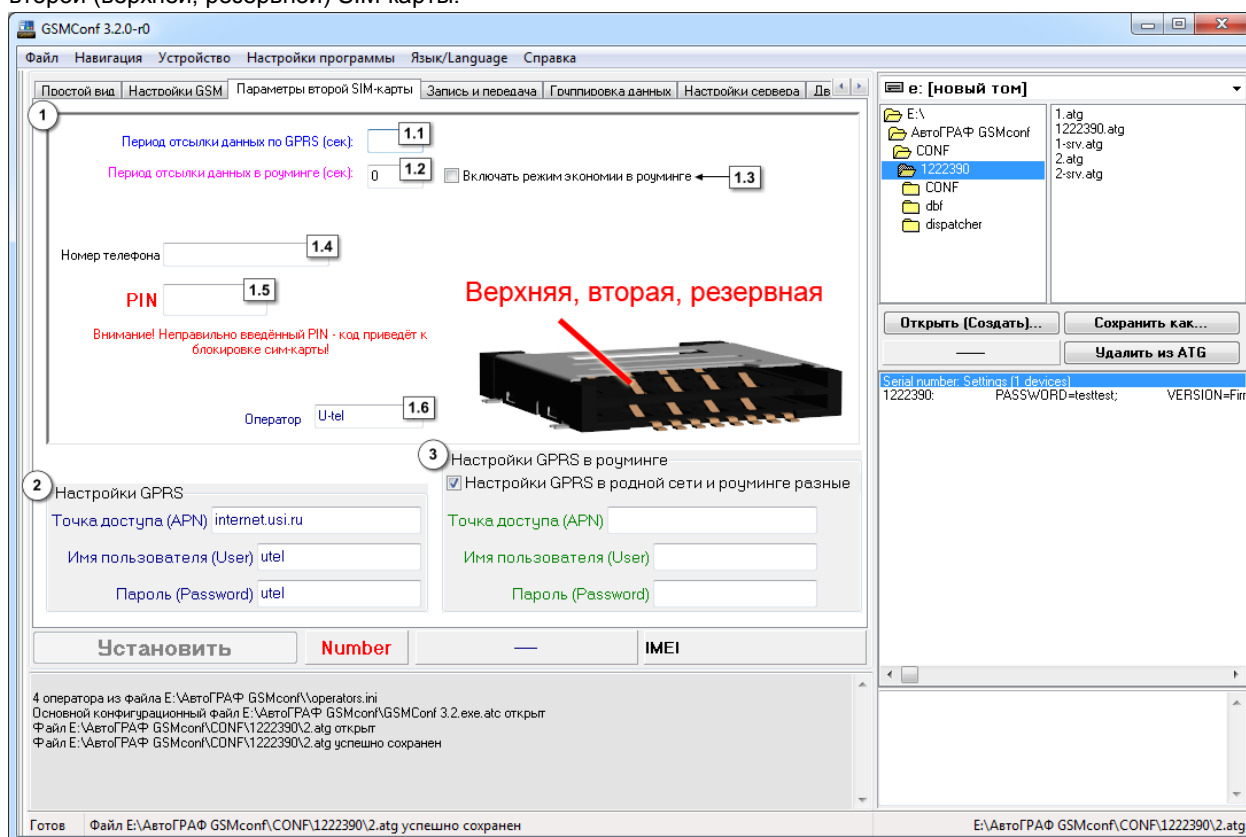 второй (верхней, резервной) SIM-карты.
GSMConf 3.2.0-r0
Файл Навигация Устройство Настройки программы Язык/Language Справка
Простой вид Настройки GSM Параметры второй SIM-карты Запись и передача Группировка данных Настройки сервера Дв
1
Период отсылки данных по GPRS (сек): 1.1
Период отсылки данных в роуминге (сек): 0 1.2 Включать режим экономии в роуминге 1.3
Номер телефона 1.4
PIN 1.5
Внимание! Неправильно введённый PIN - код приведёт к
блокировке сим-карты!
Верхняя, вторая, резервная
Оператор U-tel 1.6
2
Настройки GPRS
Точка доступа (APN) internet.usi.ru
Имя пользователя (User) utel
Пароль (Password) utel
3
Настройки GPRS в роуминге
Настройки GPRS в родной сети и роуминге разные
Точка доступа (APN)
Имя пользователя (User)
Пароль (Password)
Установить Number — IMEI
4 оператора из файла E:\АвтоГРАФ GSMconf\\operators.ini
Основной конфигурационный файл E:\АвтоГРАФ GSMconf\GSMConf 3.2.exe.atc открыт
Файл E:\АвтоГРАФ GSMconf\CONF\1222390\2.atg открыт
Файл E:\АвтоГРАФ GSMconf\CONF\1222390\2.atg успешно сохранен
e: [новый том]
E:\
АвтоГРАФ GSMconf
CONF
1222390
CONF
dbf
dispatcher
1.atg
1222390.atg
1-srv.atg
2.atg
2-srv.atg
Открыть (Создать)... Сохранить как...
— Удалить из ATG
Serial number: Settings (1 devices)
1222390: PASSWORD=testtest; VERSION=Fir
Готов Файл E:\АвтоГРАФ GSMconf\CONF\1222390\2.atg успешно сохранен E:\АвтоГРАФ GSMconf\CONF\1222390\2.atg